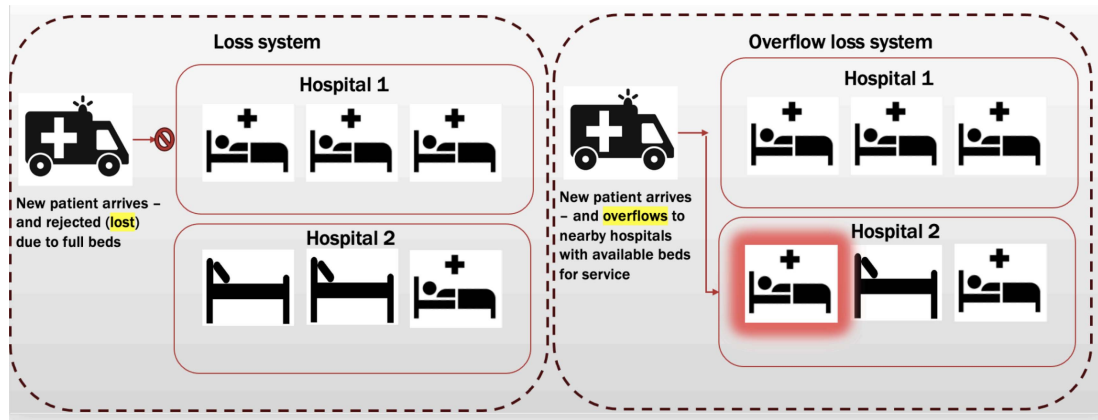 Loss system
Hospital 1
New patient arrives –
and rejected (lost)
due to full beds
Hospital 2
Overflow loss system
Hospital 1
New patient arrives
– and overflows to
nearby hospitals
with available beds
for service
Hospital 2